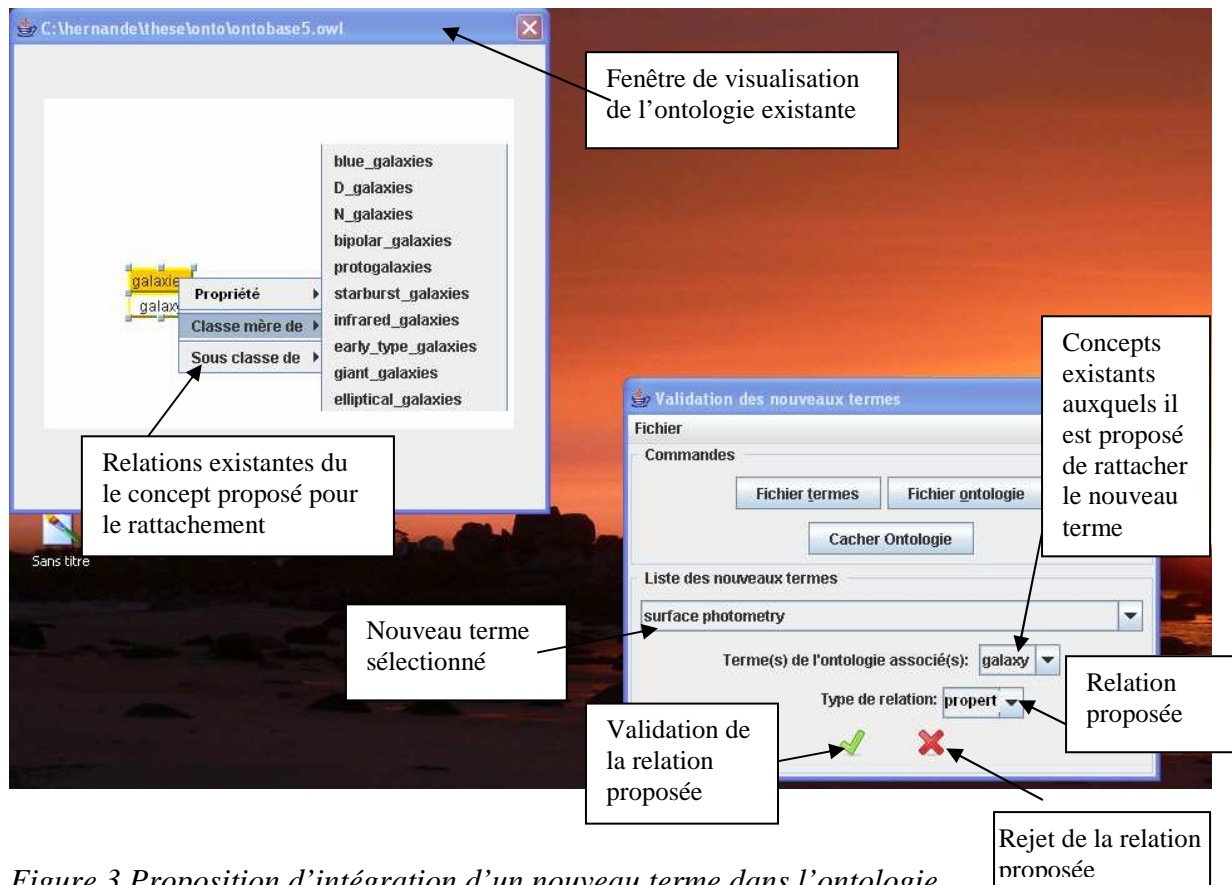 C:\hernande\these\onto\ontobase5.owl
Fenêtre de visualisation
de l'ontologie existante
blue_galaxies
D_galaxies
N_galaxies
bipolar_galaxies
protogalaxies
starburst_galaxies
infrared_galaxies
early_type_galaxies
giant_galaxies
elliptical_galaxies
galaxie
galaxy
Propriété
Classe mère de
Sous classe de
Relations existantes du
le concept proposé pour
le rattachement
Sans titre
Concepts
existants
auxquels il
est proposé
de rattacher
le nouveau
terme
Validation des nouveaux termes
Fichier
Commandes
Fichier termes
Fichier ontologie
Cacher Ontologie
Liste des nouveaux termes
surface photometry
Nouveau terme
sélectionné
Terme(s) de l'ontologie associé(s): galaxy
Type de relation: propert
Relation
proposée
Validation de
la relation
proposée
Rejet de la relation
proposée
Figure 3 Proposition d'intégration d'un nouveau terme dans l'ontologie